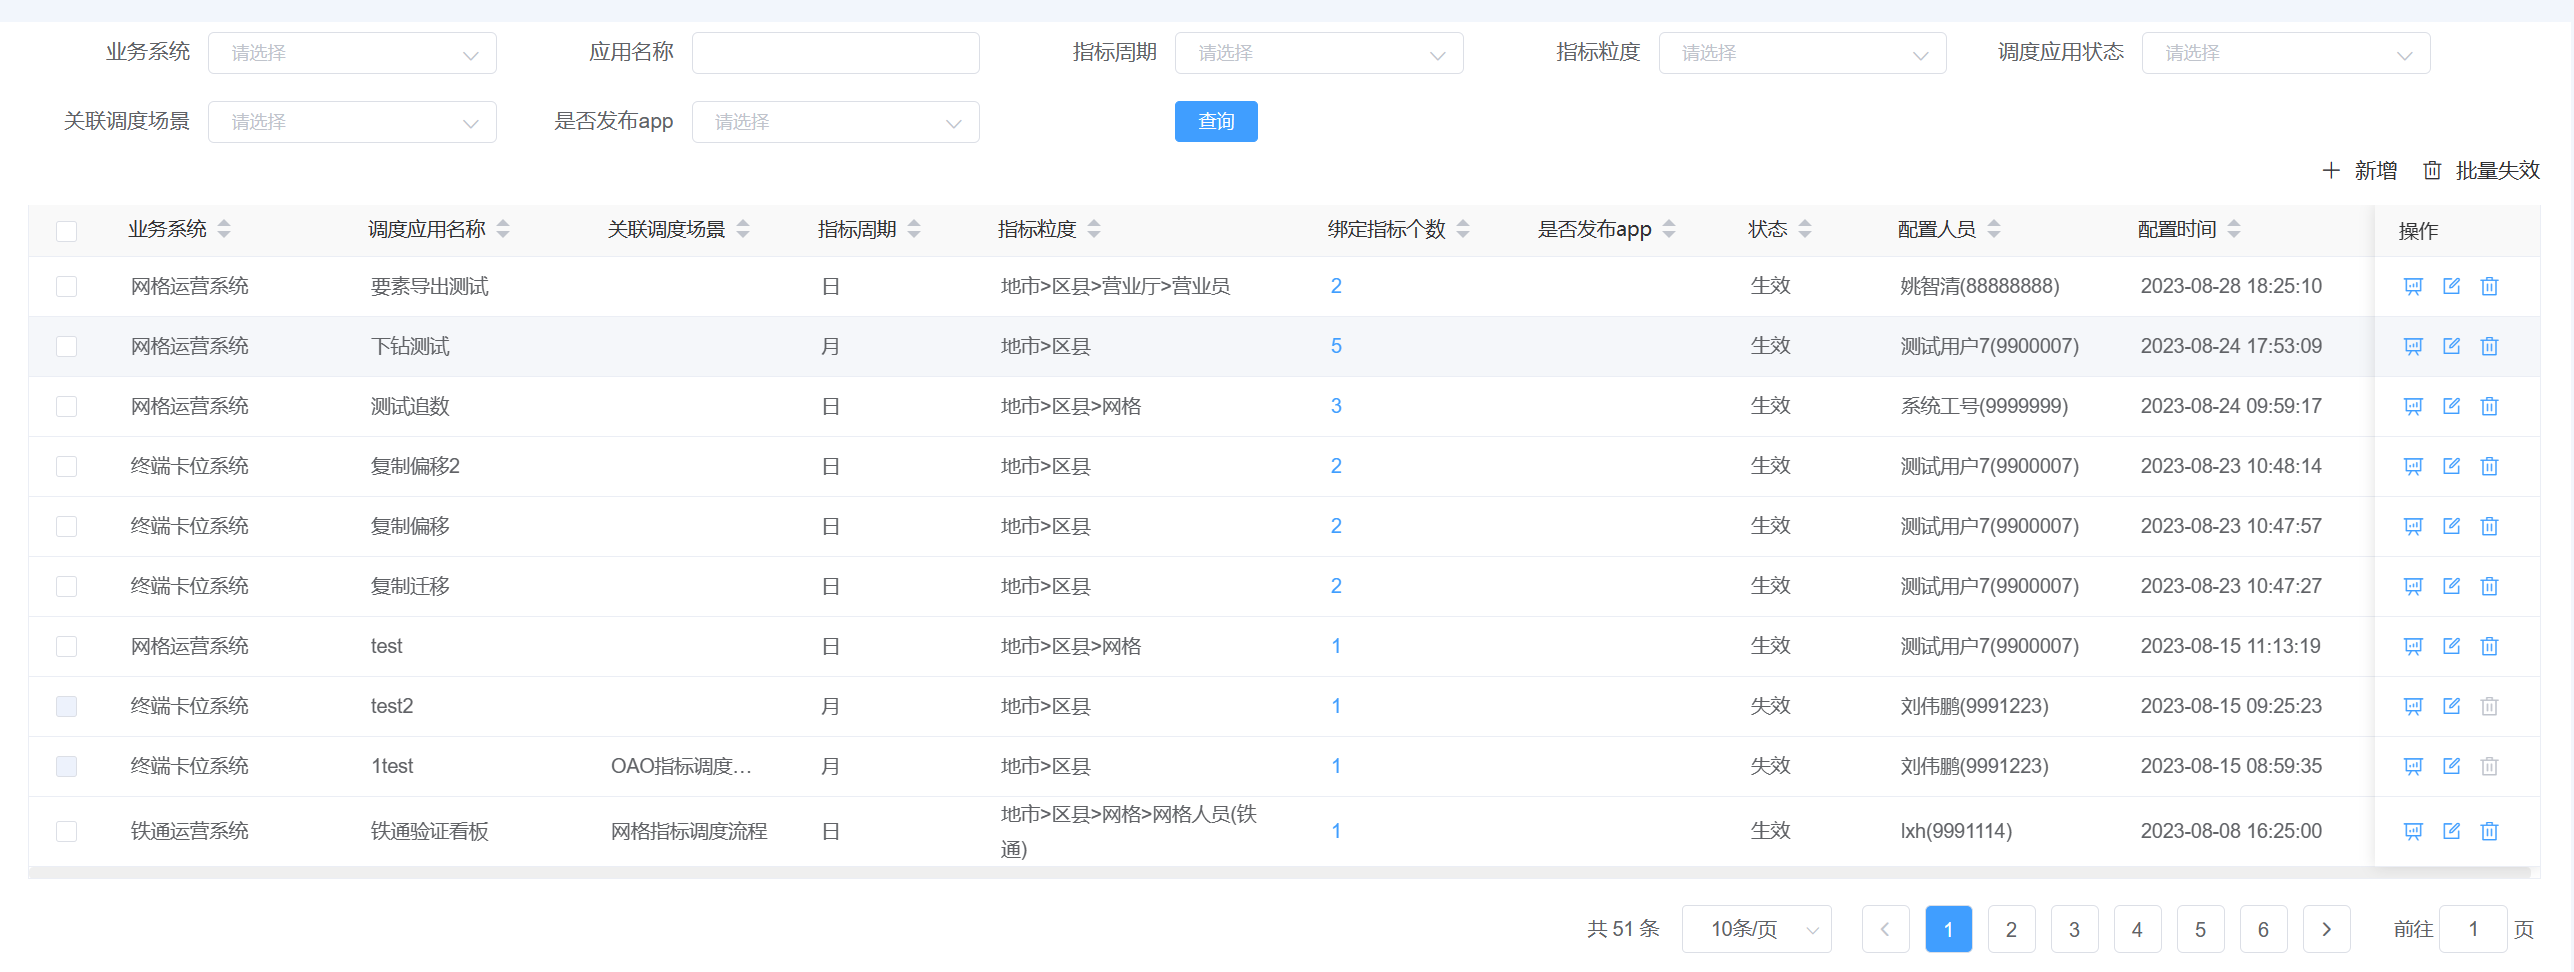 业务系统 请选择 应用名称 指标周期 请选择 指标粒度 请选择 调度应用状态 请选择
关联调度场景 请选择 是否发布app 请选择 查询
新增 批量失效
业务系统 调度应用名称 关联调度场景 指标周期 指标粒度 绑定指标个数 是否发布app 状态 配置人员 配置时间 操作
网格运营系统 要素导出测试 日 地市>区县>营业厅>营业员 2 生效 姚智清(88888888) 2023-08-28 18:25:10
网格运营系统 下钻测试 月 地市>区县 5 生效 测试用户7(9900007) 2023-08-24 17:53:09
网格运营系统 测试追数 日 地市>区县>网格 3 生效 系统工号(9999999) 2023-08-24 09:59:17
终端卡位系统 复制偏移2 日 地市>区县 2 生效 测试用户7(9900007) 2023-08-23 10:48:14
终端卡位系统 复制偏移 日 地市>区县 2 生效 测试用户7(9900007) 2023-08-23 10:47:57
终端卡位系统 复制迁移 日 地市>区县 2 生效 测试用户7(9900007) 2023-08-23 10:47:27
网格运营系统 test 日 地市>区县>网格 1 生效 测试用户7(9900007) 2023-08-15 11:13:19
终端卡位系统 test2 月 地市>区县 1 失效 刘伟鹏(9991223) 2023-08-15 09:25:23
终端卡位系统 1test OAO指标调度... 月 地市>区县 1 失效 刘伟鹏(9991223) 2023-08-15 08:59:35
铁通运营系统 铁通验证看板 网格指标调度流程 日 地市>区县>网格>网格人员(铁
通) 1 生效 lxh(9991114) 2023-08-08 16:25:00
共 51 条 10条/页 1 2 3 4 5 6 前往 1 页